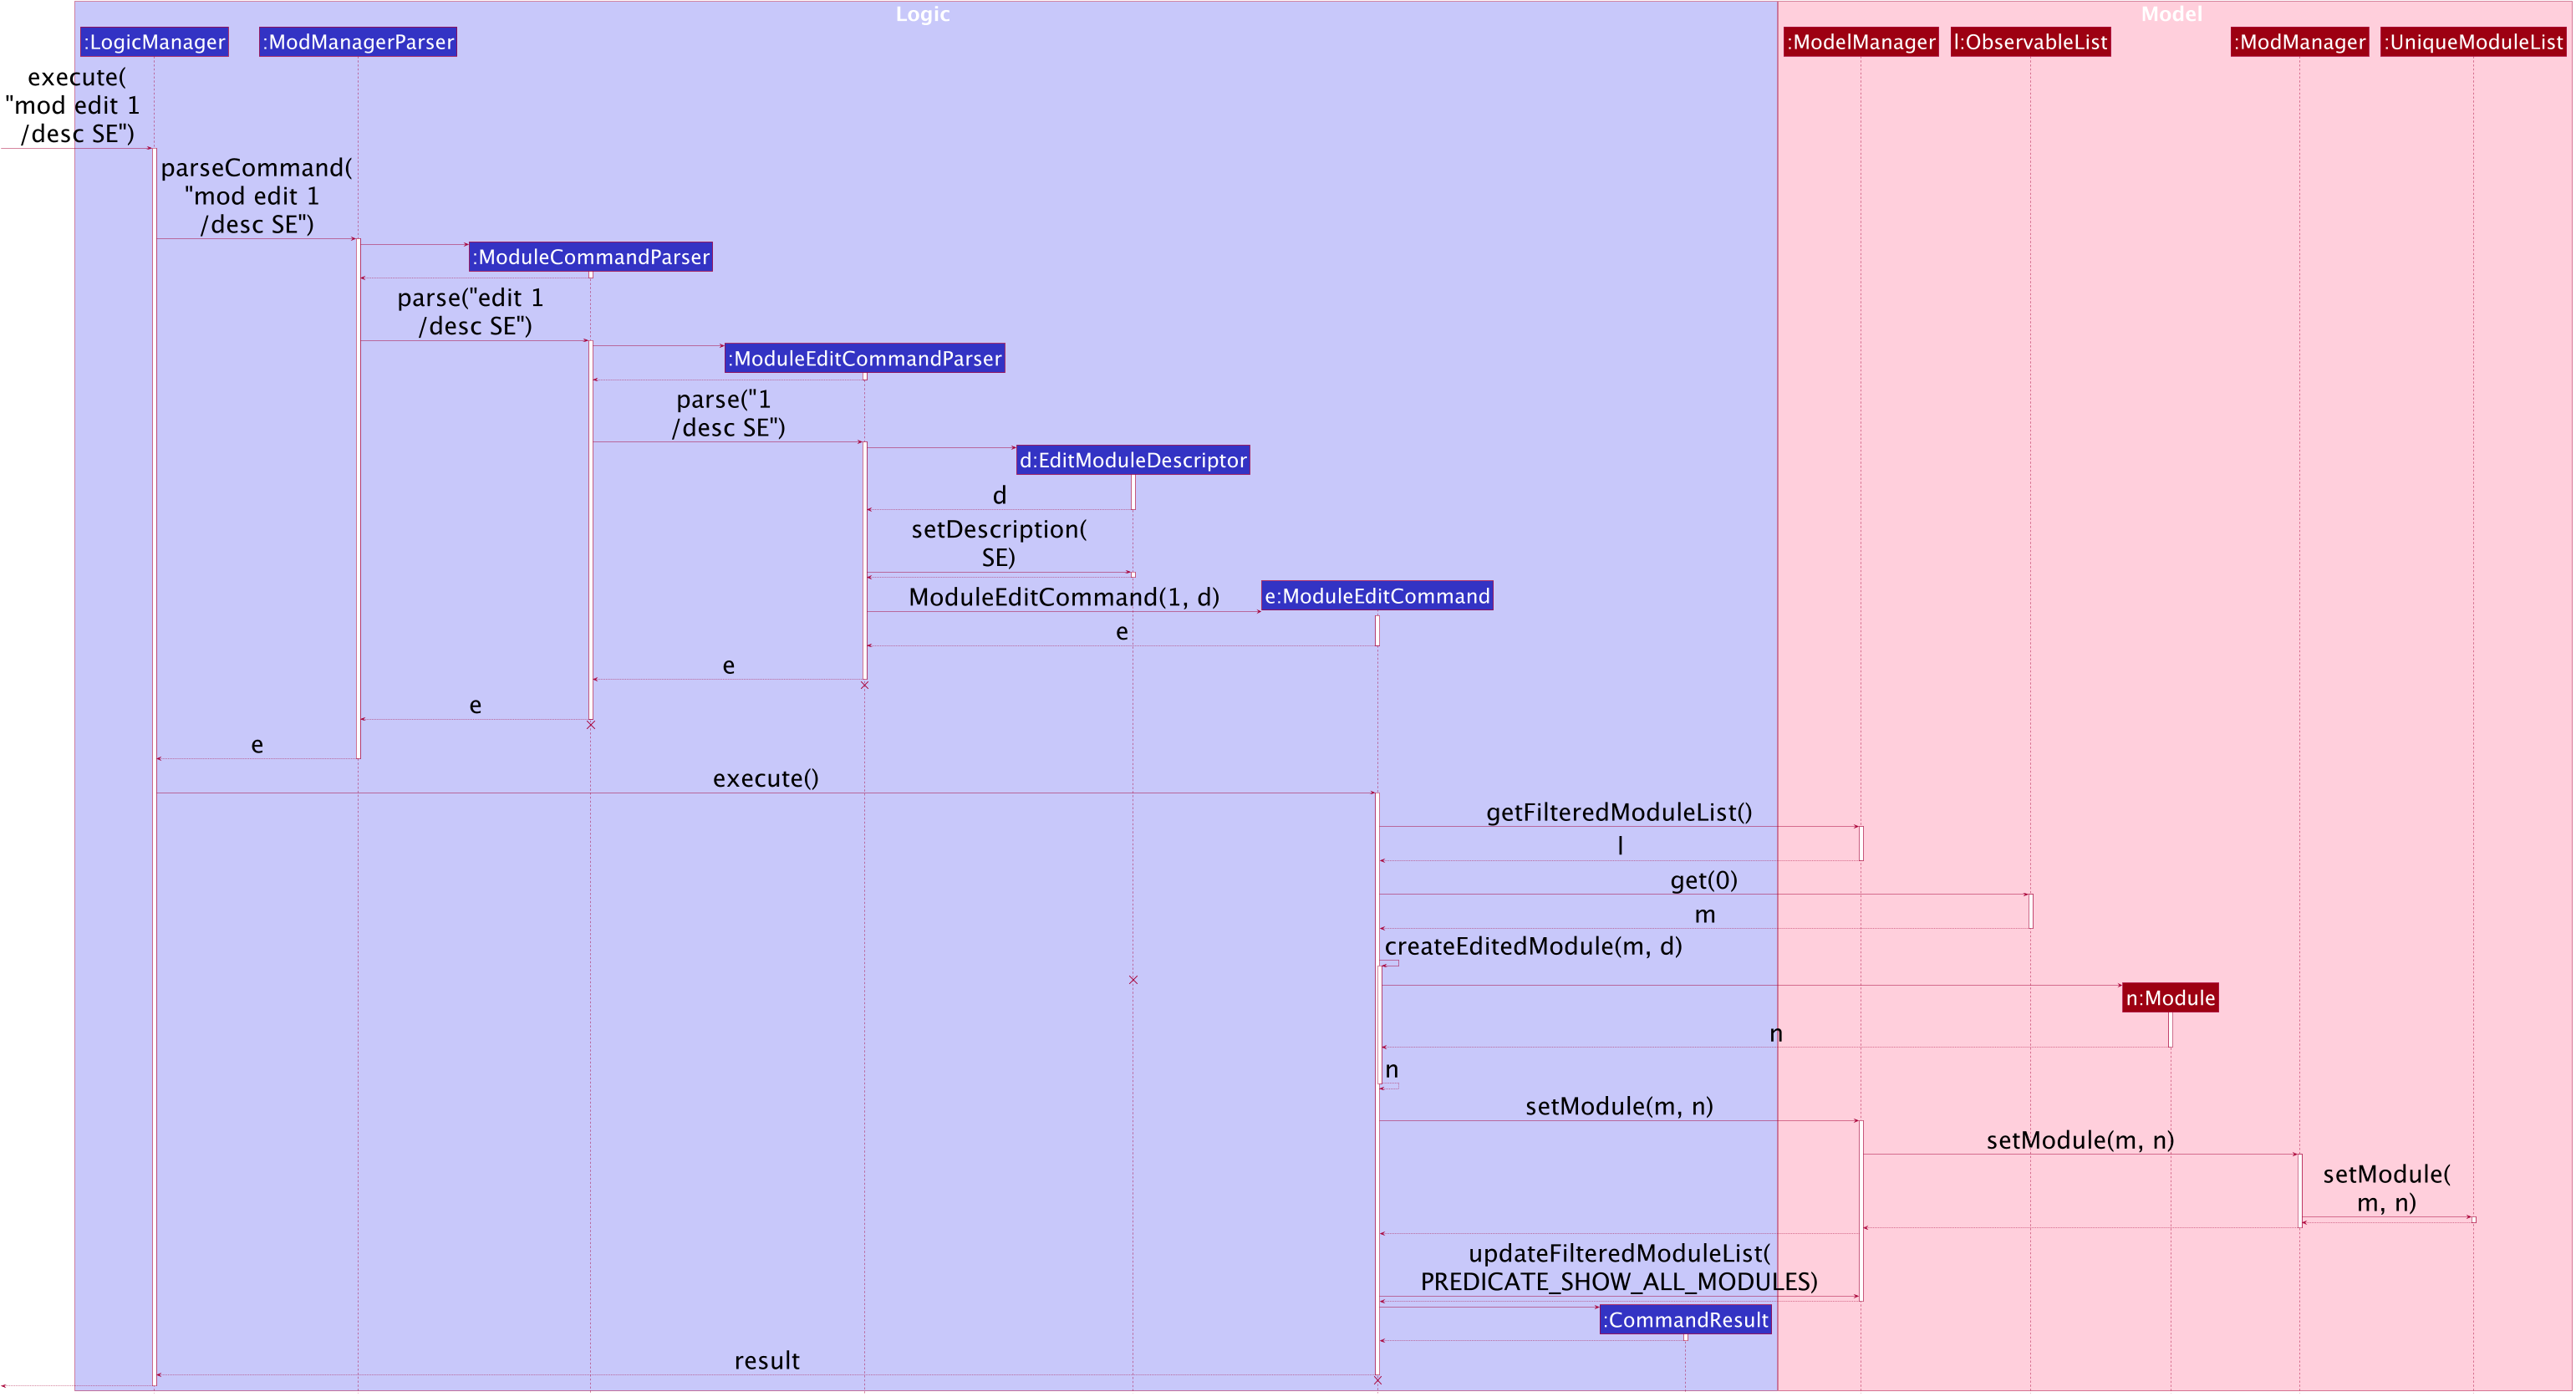 Logic
Model
:LogicManager
:ModManagerParser
:ModelManager
l:ObservableList
:ModManager
:UniqueModuleList
execute(
"mod edit 1
/desc SE")
parseCommand(
"mod edit 1
/desc SE")
:ModuleCommandParser
parse("edit 1
/desc SE")
:ModuleEditCommandParser
parse("1
/desc SE")
d:EditModuleDescriptor
d
setDescription(
SE)
e:ModuleEditCommand
ModuleEditCommand(1, d)
e
e
e
e
execute()
getFilteredModuleList()
l
get(0)
m
createEditedModule(m, d)
n:Module
n
n
setModule(m, n)
setModule(m, n)
setModule(
m, n)
updateFilteredModuleList(
PREDICATE_SHOW_ALL_MODULES)
:CommandResult
result